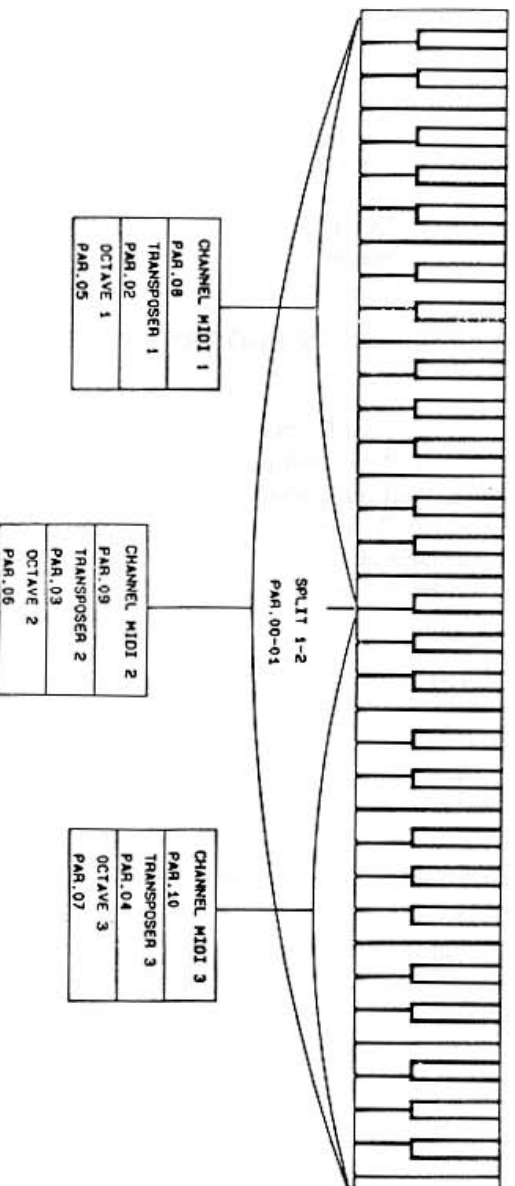 SPLIT 1-2
PAR.00-01
CHANNEL MIDI 1
PAR.08
TRANSPOSER 1
PAR.02
OCTAVE 1
PAR.05
CHANNEL MIDI 2
PAR.09
TRANSPOSER 2
PAR.03
OCTAVE 2
PAR.06
CHANNEL MIDI 3
PAR.10
TRANSPOSER 3
PAR.04
OCTAVE 3
PAR.07